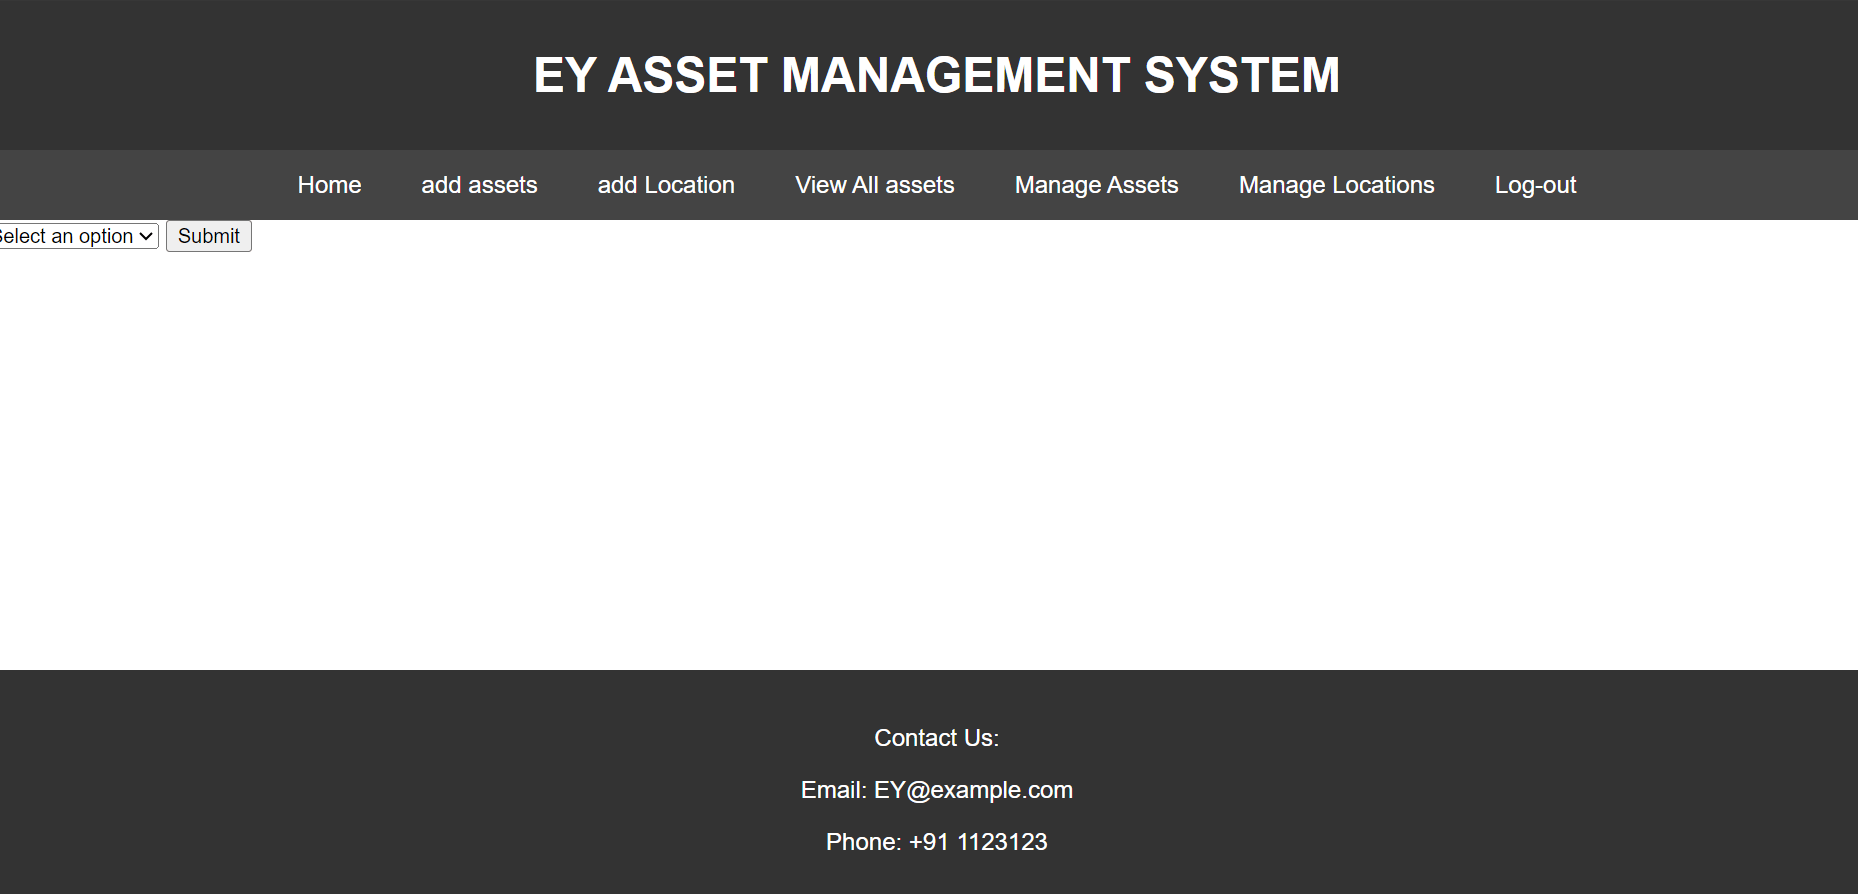 EY ASSET MANAGEMENT SYSTEM
Home add assets add Location View All assets Manage Assets Manage Locations Log-out
Select an option Submit
Contact Us:
Email: EY@example.com
Phone: +91 1123123